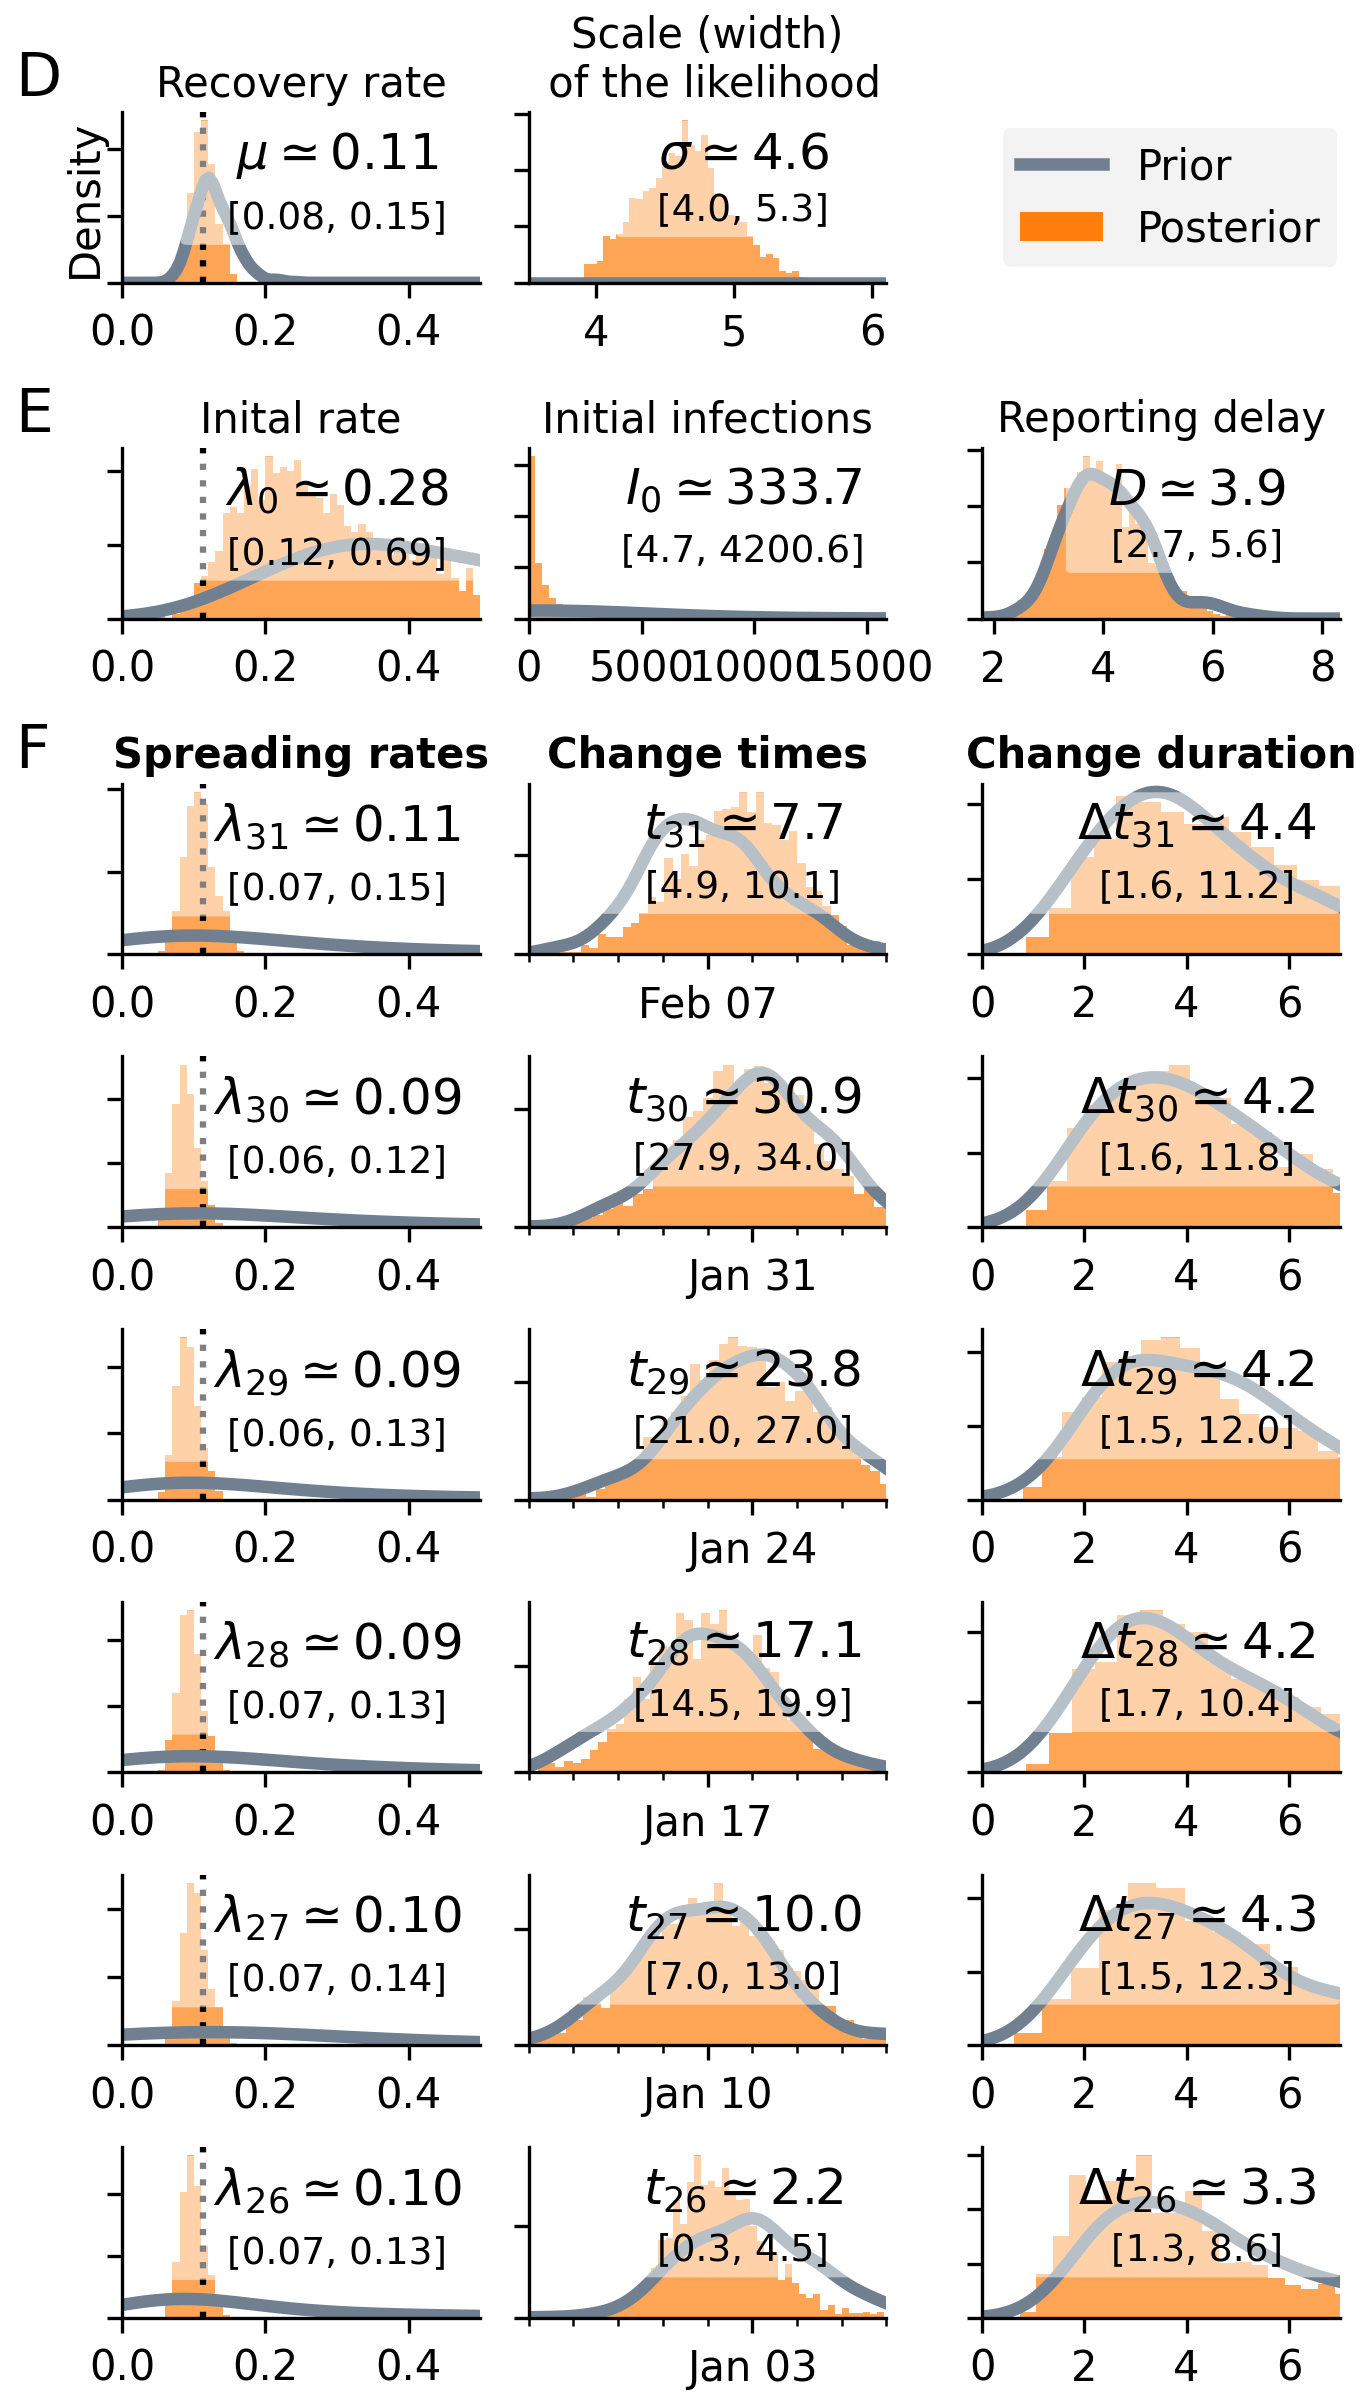 D
Recovery rate
Scale (width)
of the likelihood
Density
μ ≃ 0.11
[0.08, 0.15]
σ ≃ 4.6
[4.0, 5.3]
Prior
Posterior
0.0 0.2 0.4
4 5 6
E
Inital rate
Initial infections
Reporting delay
λ₀ ≃ 0.28
[0.12, 0.69]
I₀ ≃ 333.7
[4.7, 4200.6]
D ≃ 3.9
[2.7, 5.6]
0.0 0.2 0.4
0 5000 10000 15000
2 4 6 8
F
Spreading rates
Change times
Change duration
λ₃₁ ≃ 0.11
[0.07, 0.15]
t₃₁ ≃ 7.7
[4.9, 10.1]
Δt₃₁ ≃ 4.4
[1.6, 11.2]
0.0 0.2 0.4
Feb 07
0 2 4 6
λ₃₀ ≃ 0.09
[0.06, 0.12]
t₃₀ ≃ 30.9
[27.9, 34.0]
Δt₃₀ ≃ 4.2
[1.6, 11.8]
0.0 0.2 0.4
Jan 31
0 2 4 6
λ₂₉ ≃ 0.09
[0.06, 0.13]
t₂₉ ≃ 23.8
[21.0, 27.0]
Δt₂₉ ≃ 4.2
[1.5, 12.0]
0.0 0.2 0.4
Jan 24
0 2 4 6
λ₂₈ ≃ 0.09
[0.07, 0.13]
t₂₈ ≃ 17.1
[14.5, 19.9]
Δt₂₈ ≃ 4.2
[1.7, 10.4]
0.0 0.2 0.4
Jan 17
0 2 4 6
λ₂₇ ≃ 0.10
[0.07, 0.14]
t₂₇ ≃ 10.0
[7.0, 13.0]
Δt₂₇ ≃ 4.3
[1.5, 12.3]
0.0 0.2 0.4
Jan 10
0 2 4 6
λ₂₆ ≃ 0.10
[0.07, 0.13]
t₂₆ ≃ 2.2
[0.3, 4.5]
Δt₂₆ ≃ 3.3
[1.3, 8.6]
0.0 0.2 0.4
Jan 03
0 2 4 6